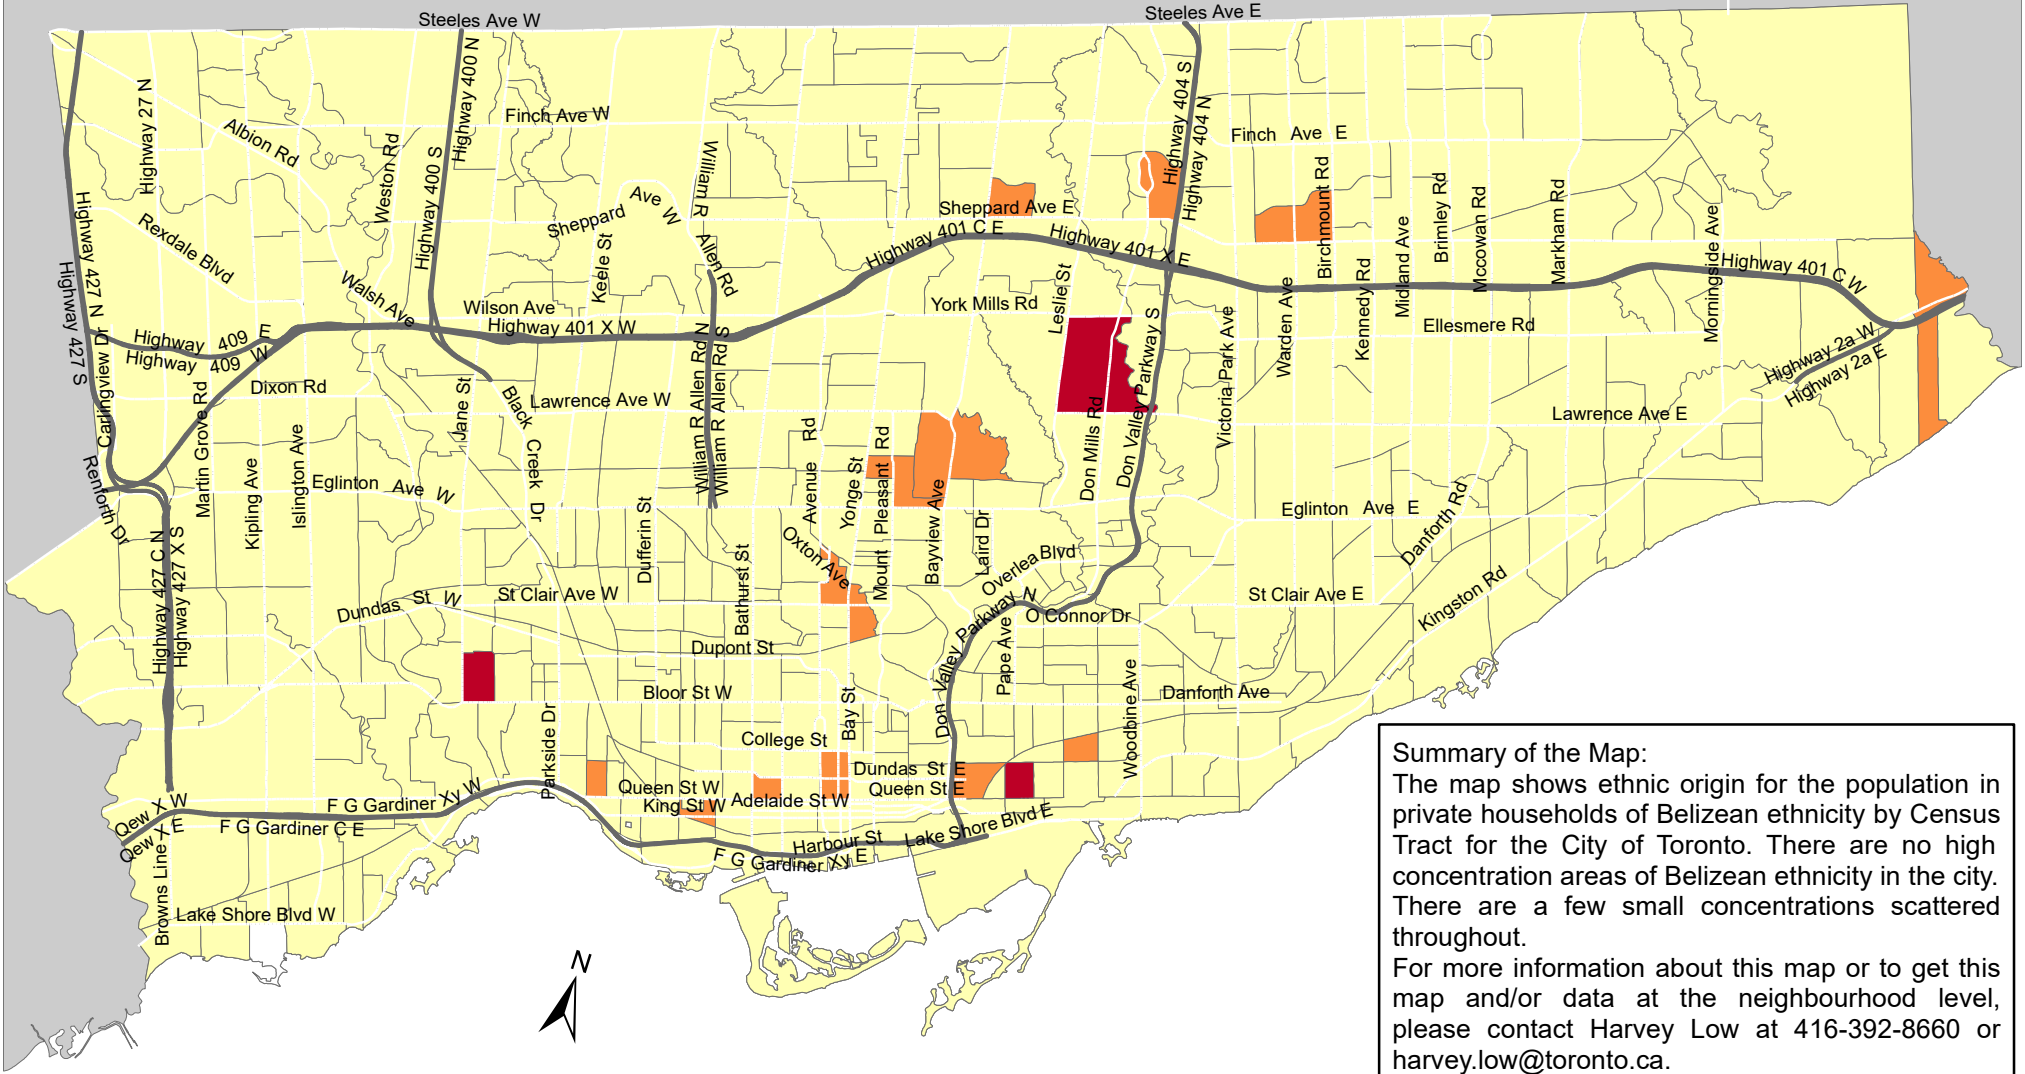 Steeles Ave W
Steeles Ave E
Highway 27 N
Albion Rd
Weston Rd
Highway 400 N
Highway 400 S
Finch Ave W
William R
Allen Rd
Sheppard Ave W
Keele St
Highway 404 S
Highway 404 N
Finch Ave E
Birchmount Rd
Brimley Rd
Mccowan Rd
Markham Rd
Midland Ave
Morningside Ave
Kennedy Rd
Warden Ave
Victoria Park Ave
Sheppard Ave E
Highway 401 C E
Highway 401 X E
Highway 401 C W
Leslie St
York Mills Rd
Ellesmere Rd
Highway 2a W
Highway 2a E
Lawrence Ave E
Highway 427 N
Highway 427 N
Highway 427 S
Rexdale Blvd
Walsh Ave
Wilson Ave
Highway 401 X W
Highway 409 E
Highway 409 W
Carlingview Dr
Dixon Rd
Martin Grove Rd
Kipling Ave
Islington Ave
Jane St
Black Creek Dr
Lawrence Ave W
William R Allen Rd N
William R Allen Rd S
Avenue Rd
Yonge St
Mount Pleasant Rd
Bayview Ave
Laird Dr
Don Mills Rd
Don Valley Parkway S
Renforth Dr
Eglinton Ave W
Eglinton Ave E
Danforth Rd
Kingston Rd
Highway 427 C N
Highway 427 X S
Dufferin St
Bathurst St
Oxton Ave
Overlea Blvd
O Connor Dr
St Clair Ave W
St Clair Ave E
Dundas St W
Dupont St
Don Valley Parkway N
Pape Ave
Woodbine Ave
Danforth Ave
Bloor St W
Bay St
College St
Parkside Dr
Dundas St E
Queen St E
Queen St W
King St W
Adelaide St W
Qew X W
Qew X E
F G Gardiner Xy W
F G Gardiner C E
Browns Line
Lake Shore Blvd W
Harbour St
Lake Shore Blvd E
F G Gardiner Xy E
N
Summary of the Map:
The map shows ethnic origin for the population in
private households of Belizean ethnicity by Census
Tract for the City of Toronto. There are no high
concentration areas of Belizean ethnicity in the city.
There are a few small concentrations scattered
throughout.
For more information about this map or to get this
map and/or data at the neighbourhood level,
please contact Harvey Low at 416-392-8660 or
harvey.low@toronto.ca.